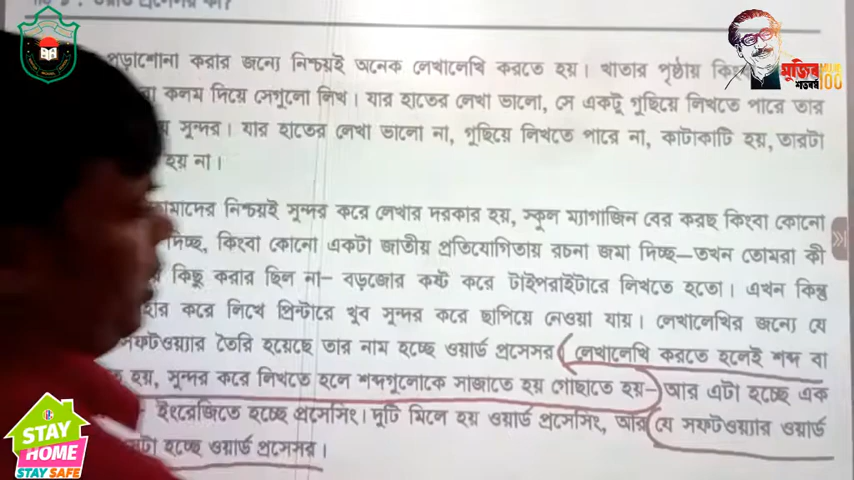 পড়াশোনা করার জন্যে নিশ্চয়ই অনেক লেখালেখি করতে হয়। খাতার পৃষ্ঠায়
কলম দিয়ে সেগুলো লিখ। যার হাতের লেখা ভালো, সে একটু গুছিয়ে লিখতে পারে তার
সুন্দর। যার হাতের লেখা ভালো না, গুছিয়ে লিখতে পারে না, কাটাকাটি হয়, তারটা
হয় না।
নিশ্চয়ই সুন্দর করে লেখার দরকার হয়, স্কুল ম্যাগাজিন বের করছ কিংবা কোনো
দিচ্ছ, কিংবা কোনো একটা জাতীয় প্রতিযোগিতায় রচনা জমা দিচ্ছ—তখন তোমরা কী
কিছু করার ছিল না- বড়জোর কষ্ট করে টাইপরাইটারে লিখতে হতো। এখন কিন্তু
করে লিখে প্রিন্টারে খুব সুন্দর করে ছাপিয়ে নেওয়া যায়। লেখালেখির জন্যে যে
সফটওয়্যার তৈরি হয়েছে তার নাম হচ্ছে ওয়ার্ড প্রসেসর (লেখালেখি করতে হলেই শব্দ বা
হয়, সুন্দর করে লিখতে হলে শব্দগুলোকে সাজাতে হয় গোছাতে হয়-) আর এটা হচ্ছে এক
ইংরেজিতে হচ্ছে প্রসেসিং। দুটি মিলে হয় ওয়ার্ড প্রসেসিং, আর যে সফটওয়্যার ওয়ার্ড
হচ্ছে ওয়ার্ড প্রসেসর।
মুজিব
শতবর্ষ 100
STAY
HOME
STAY SAFE